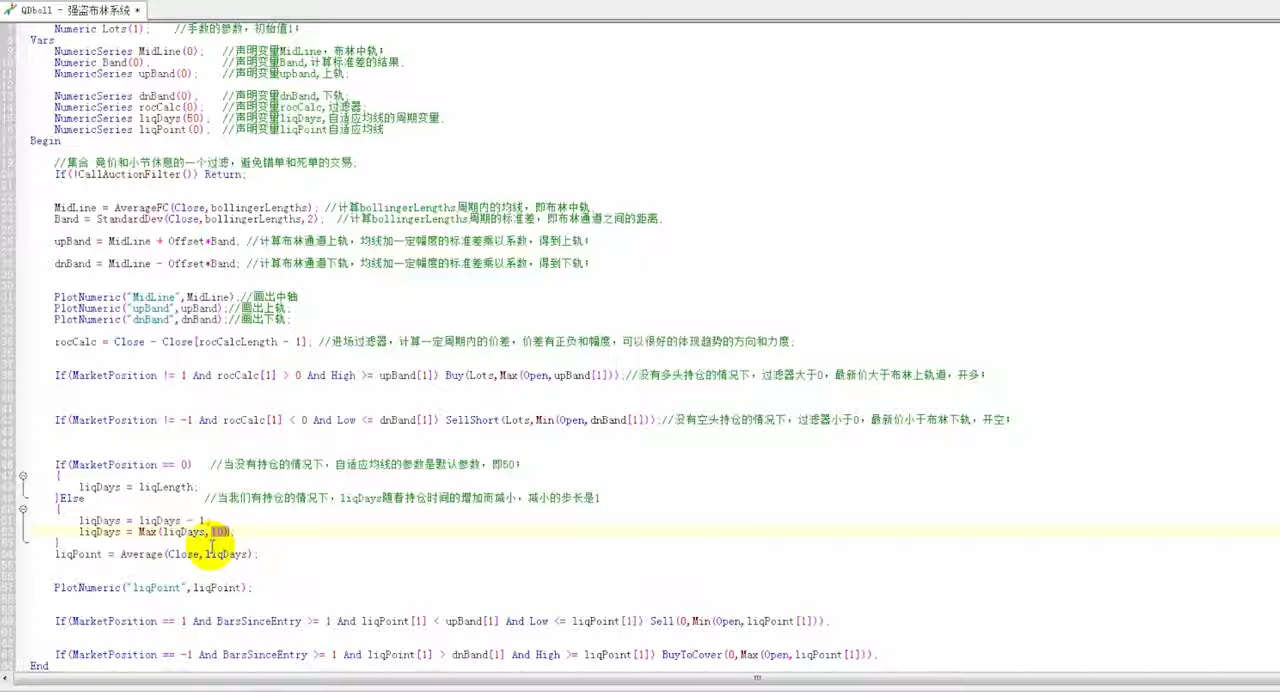 QDboll - 强盗布林系统 *
Numeric Lots(1); //手数的参数，初始值1；
Vars
NumericSeries MidLine(0); //声明变量MidLine，布林中轨；
Numeric Band(0); //声明变量Band,计算标准差的结果；
NumericSeries upBand(0); //声明变量upband,上轨；
NumericSeries dnBand(0); //声明变量dnBand,下轨；
NumericSeries rocCalc(0); //声明变量rocCalc,过滤器；
NumericSeries liqDays(50); //声明变量liqDays,自适应均线的周期变量；
NumericSeries liqPoint(0); //声明变量liqPoint自适应均线
Begin
//集合 竟价和小节休息的一个过滤，避免错单和死单的交易；
If(!CallAuctionFilter()) Return;
MidLine = AverageFC(Close,bollingerLengths); //计算bollingerLengths周期内的均线，即布林中轨；
Band = StandardDev(Close,bollingerLengths,2); //计算bollingerLengths周期的标准差，即布林通道之间的距离；
upBand = MidLine + Offset*Band; //计算布林通道上轨，均线加一定幅度的标准差乘以系数，得到上轨；
dnBand = MidLine - Offset*Band; //计算布林通道下轨，均线加一定幅度的标准差乘以系数，得到下轨；
PlotNumeric("MidLine",MidLine);//画出中轴
PlotNumeric("upBand",upBand);//画出上轨；
PlotNumeric("dnBand",dnBand);//画出下轨；
rocCalc = Close - Close[rocCalcLength - 1]; //进场过滤器，计算一定周期内的价差，价差有正负和幅度，可以很好的体现趋势的方向和力度；
If(MarketPosition != 1 And rocCalc[1] > 0 And High >= upBand[1]) Buy(Lots,Max(Open,upBand[1]));//没有多头持仓的情况下，过滤器大于0，最新价大于布林上轨道，开多；
If(MarketPosition != -1 And rocCalc[1] < 0 And Low <= dnBand[1]) SellShort(Lots,Min(Open,dnBand[1]));//没有空头持仓的情况下，过滤器小于0，最新价小于布林下轨，开空；
If(MarketPosition == 0) //当没有持仓的情况下，自适应均线的参数是默认参数，即50；
{
liqDays = liqLength;
}Else //当我们有持仓的情况下，liqDays随着持仓时间的增加而减小，减小的步长是1
{
liqDays = liqDays - 1;
liqDays = Max(liqDays,10);
}
liqPoint = Average(Close,liqDays);
PlotNumeric("liqPoint",liqPoint);
If(MarketPosition == 1 And BarsSinceEntry >= 1 And liqPoint[1] < upBand[1] And Low <= liqPoint[1]) Sell(0,Min(Open,liqPoint[1]));
If(MarketPosition == -1 And BarsSinceEntry >= 1 And liqPoint[1] > dnBand[1] And High >= liqPoint[1]) BuyToCover(0,Max(Open,liqPoint[1]));
End